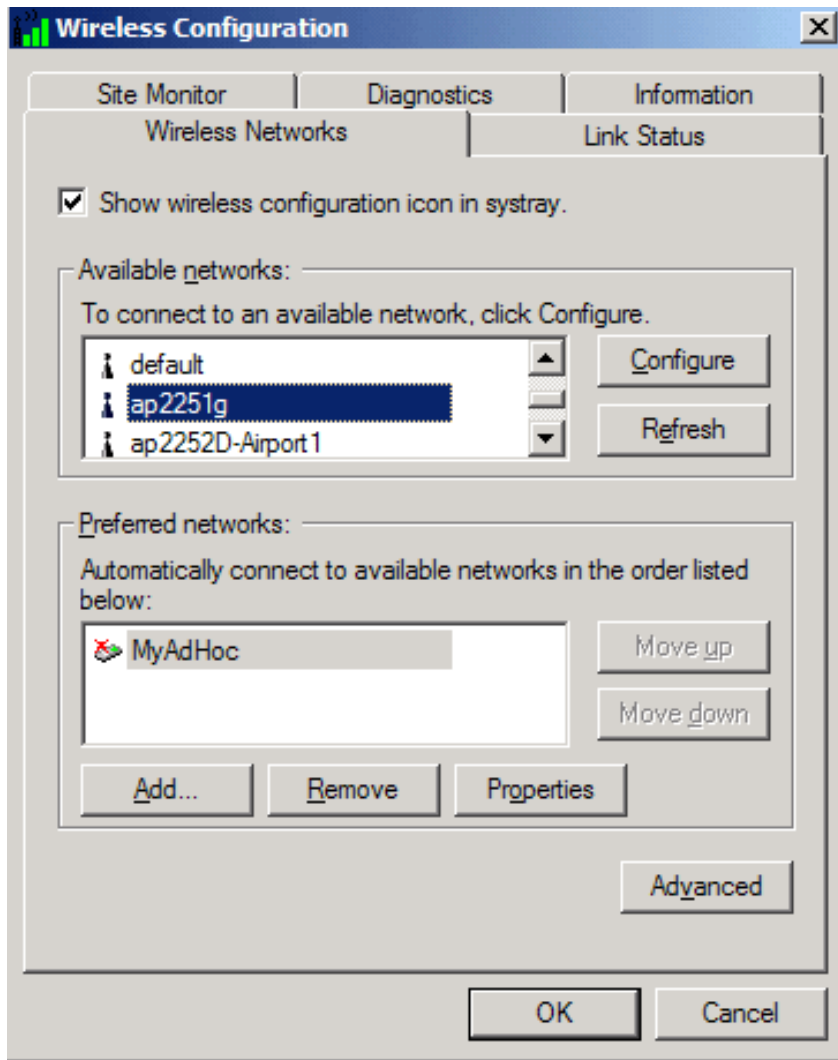 Wireless Configuration
Site Monitor
Diagnostics
Information
Wireless Networks
Link Status
Show wireless configuration icon in systray.
Available networks:
To connect to an available network, click Configure.
default
ap2251g
ap2252D-Airport1
Configure
Refresh
Preferred networks:
Automatically connect to available networks in the order listed
below:
MyAdHoc
Move up
Move down
Add...
Remove
Properties
Advanced
OK
Cancel